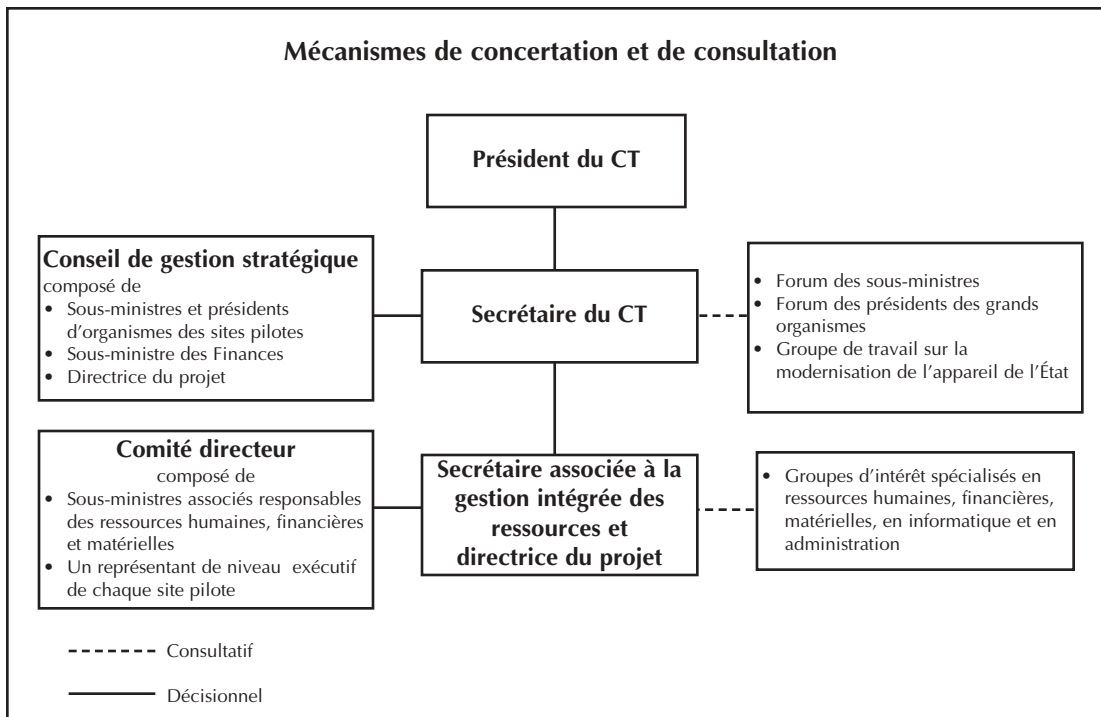 Mécanismes de concertation et de consultation
Président du CT
Conseil de gestion stratégique
composé de
• Sous-ministres et présidents
d'organismes des sites pilotes
• Sous-ministre des Finances
• Directrice du projet
Secrétaire du CT
• Forum des sous-ministres
• Forum des présidents des grands
organismes
• Groupe de travail sur la
modernisation de l'appareil de l'État
Comité directeur
composé de
• Sous-ministres associés responsables
des ressources humaines, financières
et matérielles
• Un représentant de niveau exécutif
de chaque site pilote
Secrétaire associée à la
gestion intégrée des
ressources et
directrice du projet
• Groupes d'intérêt spécialisés en
ressources humaines, financières,
matérielles, en informatique et en
administration
Consultatif
Décisionnel